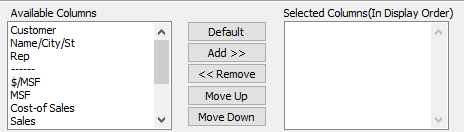 Available Columns
Customer
Name/City/St
Rep
------
$/MSF
MSF
Cost-of Sales
Sales
Default
Add >>
<< Remove
Move Up
Move Down
Selected Columns(In Display Order)